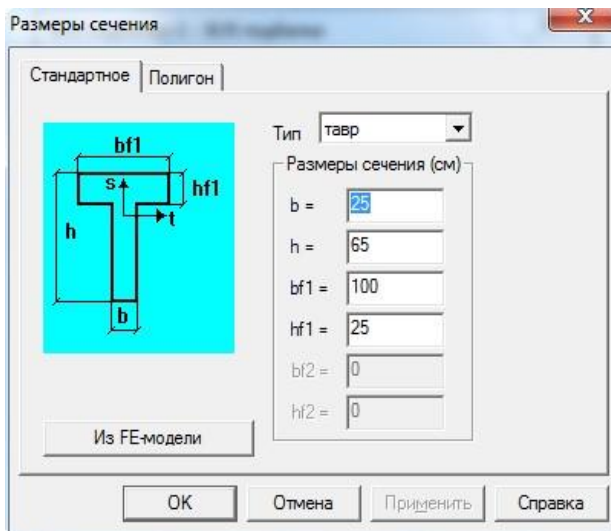 Размеры сечения
Стандартное Полигон
Тип тавр
Размеры сечения (см)
bf1
s
hf1
t
h
b
b = 25
h = 65
bf1 = 100
hf1 = 25
bf2 = 0
hf2 = 0
Из FE-модели
OK Отмена Применить Справка